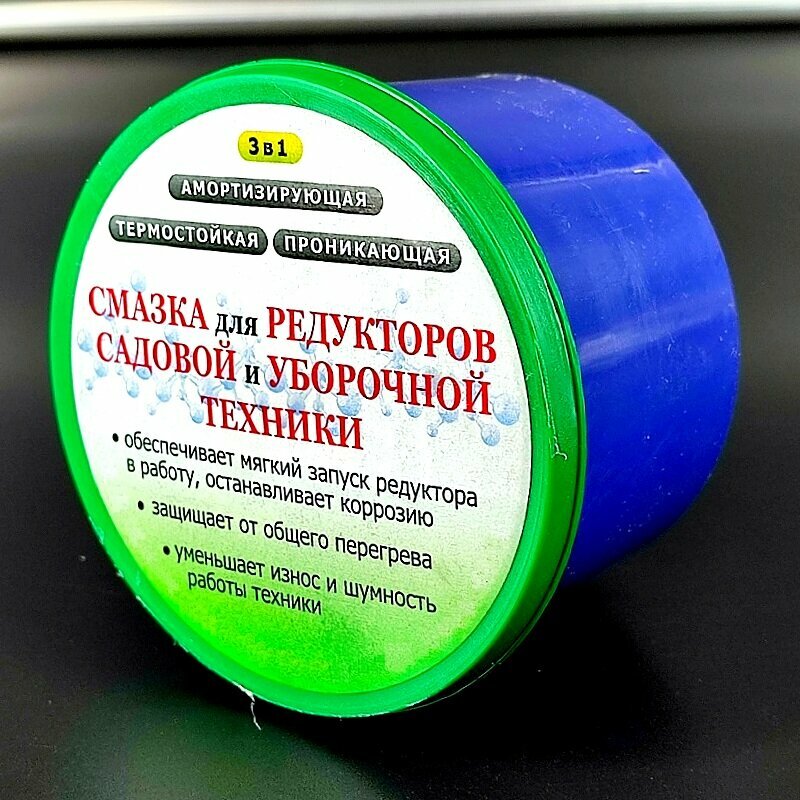 3 в 1
АМОРТИЗИРУЮЩАЯ
ТЕРМОСТОЙКАЯ ПРОНИКАЮЩАЯ
СМАЗКА для РЕДУКТОРОВ
САДОВОЙ и УБОРОЧНОЙ
ТЕХНИКИ
• обеспечивает мягкий запуск редуктора
в работу, останавливает коррозию
• защищает от общего перегрева
• уменьшает износ и шумность
работы техники